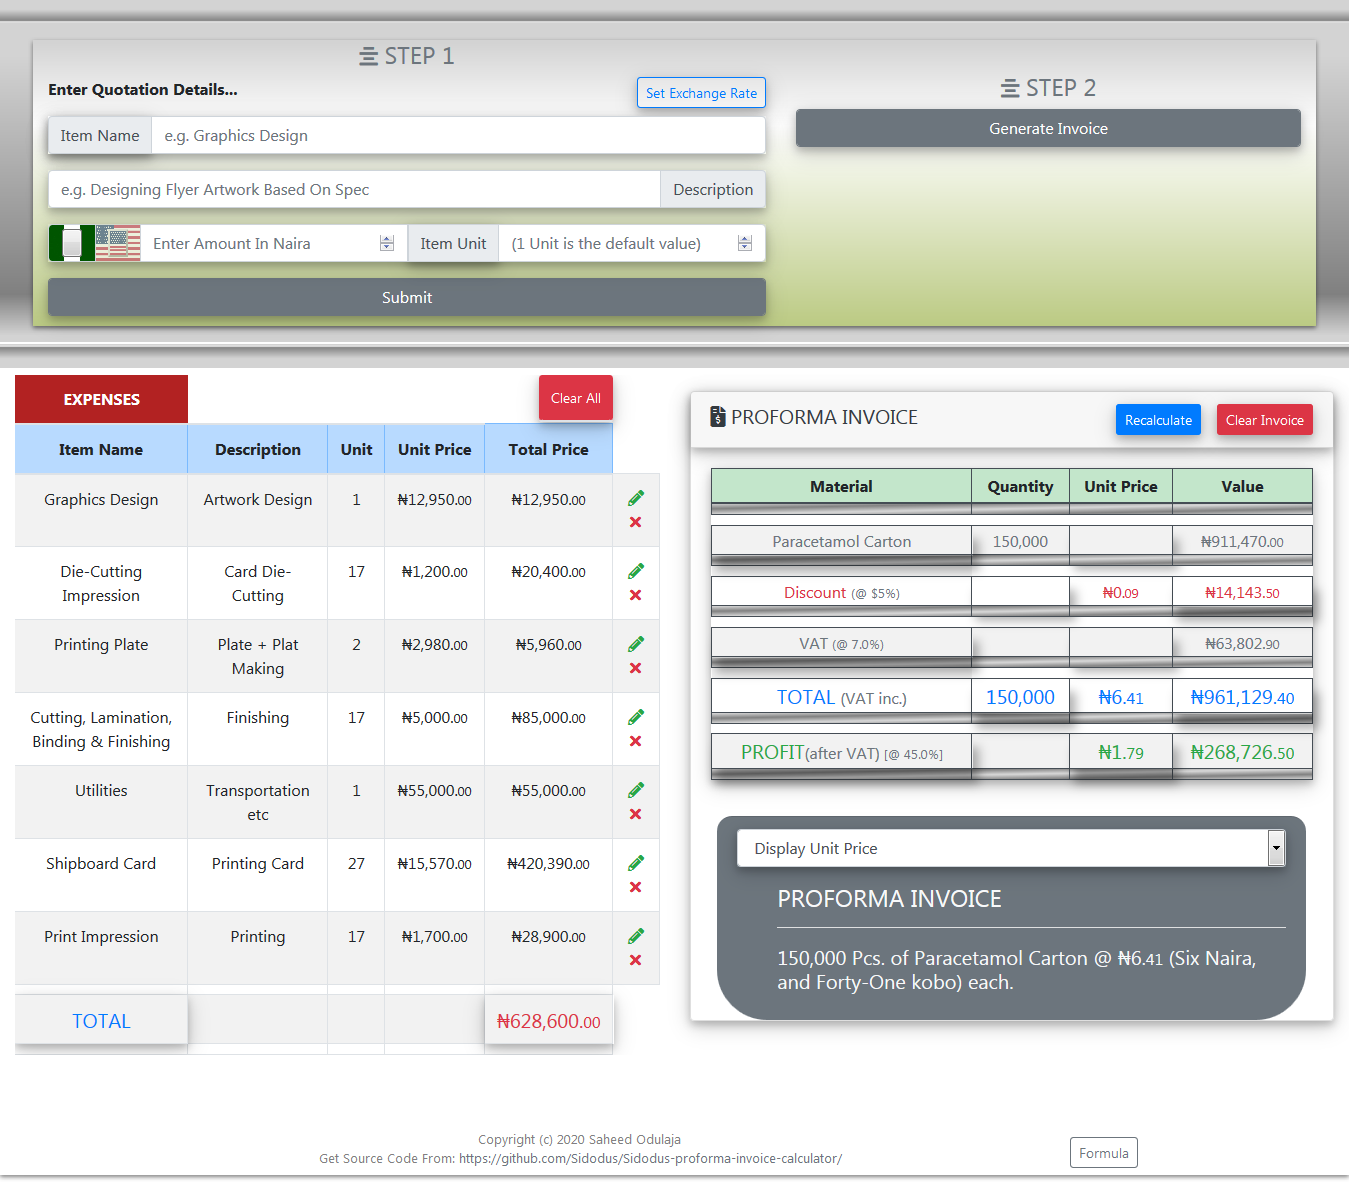 STEP 1
Enter Quotation Details...
Set Exchange Rate
Item Name
e.g. Graphics Design
e.g. Designing Flyer Artwork Based On Spec
Description
Enter Amount In Naira
Item Unit
(1 Unit is the default value)
Submit
STEP 2
Generate Invoice
EXPENSES
Clear All
Item Name Description Unit Unit Price Total Price
Graphics Design Artwork Design 1 ₦12,950.00 ₦12,950.00
Die-Cutting Card Die- 17 ₦1,200.00 ₦20,400.00
Impression Cutting
Printing Plate Plate + Plat 2 ₦2,980.00 ₦5,960.00
Making
Cutting, Lamination, Finishing 17 ₦5,000.00 ₦85,000.00
Binding & Finishing
Utilities Transportation 1 ₦55,000.00 ₦55,000.00
etc
Shipboard Card Printing Card 27 ₦15,570.00 ₦420,390.00
Print Impression Printing 17 ₦1,700.00 ₦28,900.00
TOTAL ₦628,600.00
PROFORMA INVOICE
Recalculate
Clear Invoice
Material Quantity Unit Price Value
Paracetamol Carton 150,000 ₦911,470.00
Discount (@ $5%) ₦0.09 ₦14,143.50
VAT (@ 7.0%) ₦63,802.90
TOTAL (VAT inc.) 150,000 ₦6.41 ₦961,129.40
PROFIT(after VAT) [@ 45.0%] ₦1.79 ₦268,726.50
Display Unit Price
PROFORMA INVOICE
150,000 Pcs. of Paracetamol Carton @ ₦6.41 (Six Naira,
and Forty-One kobo) each.
Copyright (c) 2020 Saheed Odulaja
Get Source Code From: https://github.com/Sidodus/Sidodus-proforma-invoice-calculator/
Formula